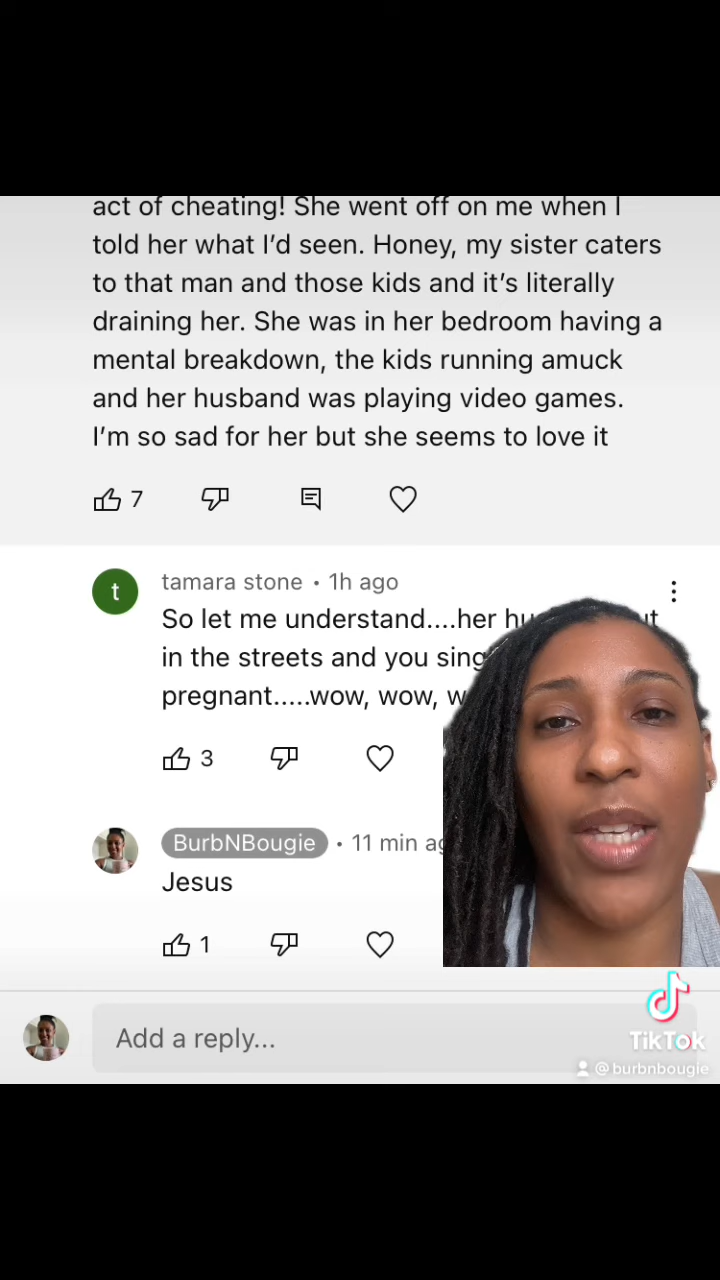 act of cheating! She went off on me when I
told her what I'd seen. Honey, my sister caters
to that man and those kids and it's literally
draining her. She was in her bedroom having a
mental breakdown, the kids running amuck
and her husband was playing video games.
I'm so sad for her but she seems to love it
7
t
tamara stone • 1h ago
So let me understand....her
in the streets and you
pregnant.....wow, wow,
3
BurbNBougie • 11 min
Jesus
1
Add a reply...
TikTok
@burbnbougie